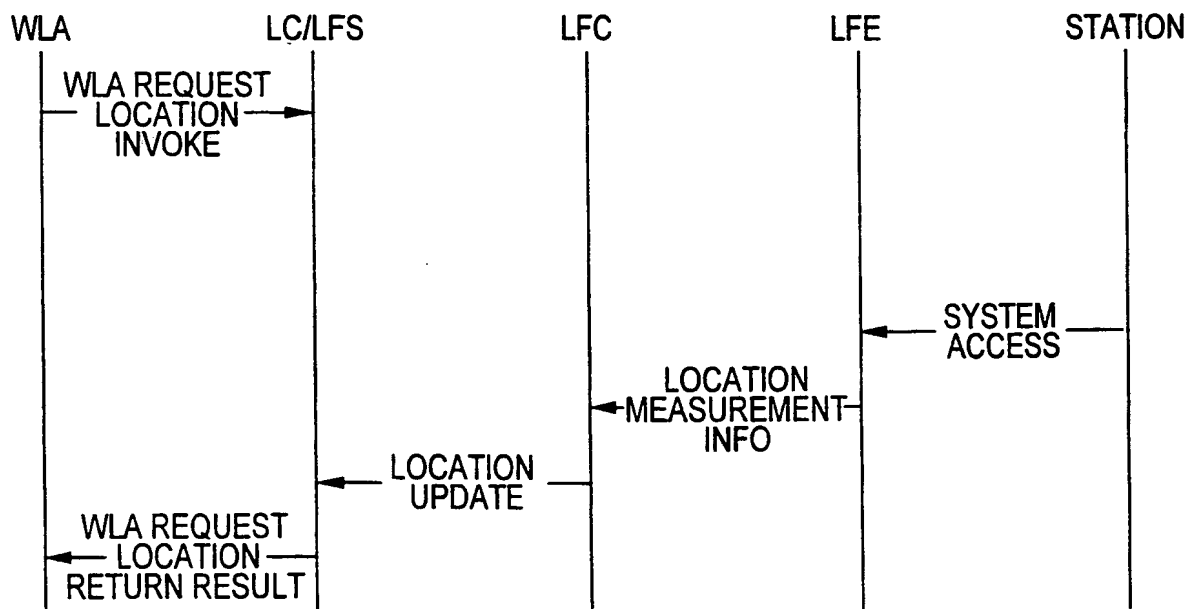 WLA LC/LFS LFC LFE STATION
WLA REQUEST
LOCATION
INVOKE
SYSTEM
ACCESS
LOCATION
MEASUREMENT
INFO
LOCATION
UPDATE
WLA REQUEST
LOCATION
RETURN RESULT